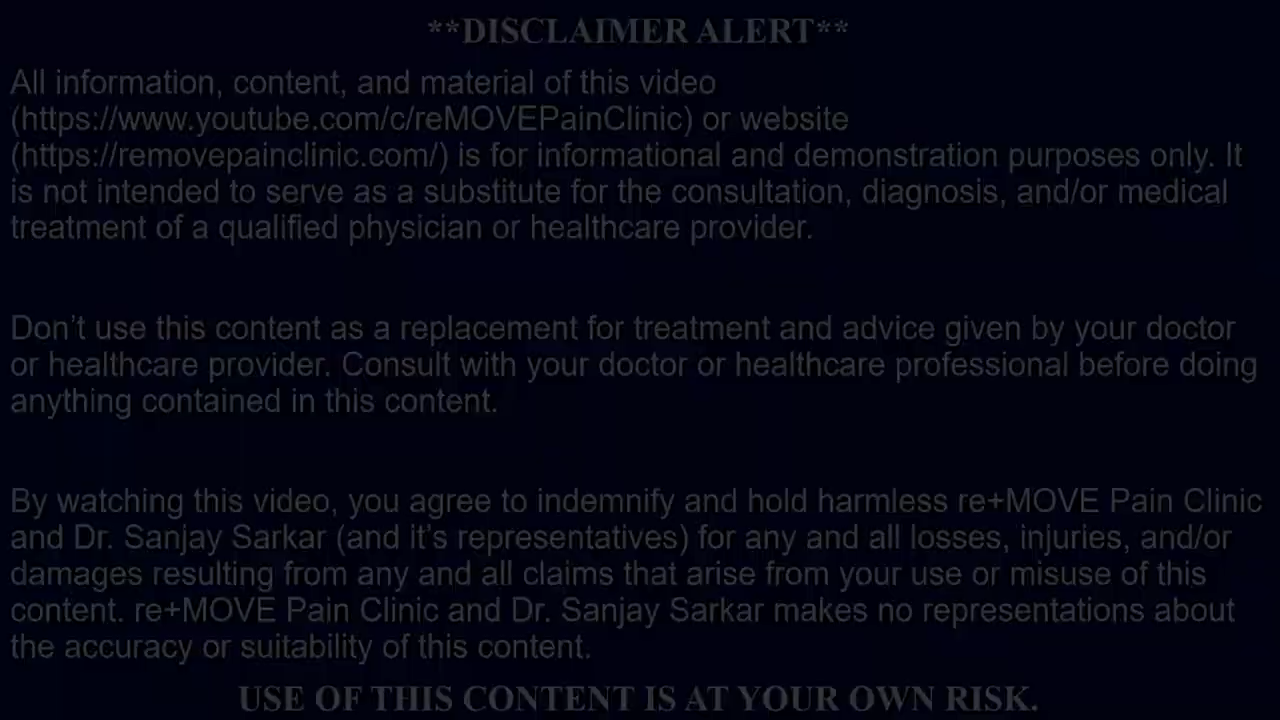 **DISCLAIMER ALERT**
All information, content, and material of this video
(https://www.youtube.com/c/reMOVEPainClinic) or website
(https://removepainclinic.com/) is for informational and demonstration purposes only. It
is not intended to serve as a substitute for the consultation, diagnosis, and/or medical
treatment of a qualified physician or healthcare provider.
Don’t use this content as a replacement for treatment and advice given by your doctor
or healthcare provider. Consult with your doctor or healthcare professional before doing
anything contained in this content.
By watching this video, you agree to indemnify and hold harmless re+MOVE Pain Clinic
and Dr. Sanjay Sarkar (and it’s representatives) for any and all losses, injuries, and/or
damages resulting from any and all claims that arise from your use or misuse of this
content. re+MOVE Pain Clinic and Dr. Sanjay Sarkar makes no representations about
the accuracy or suitability of this content.
USE OF THIS CONTENT IS AT YOUR OWN RISK.